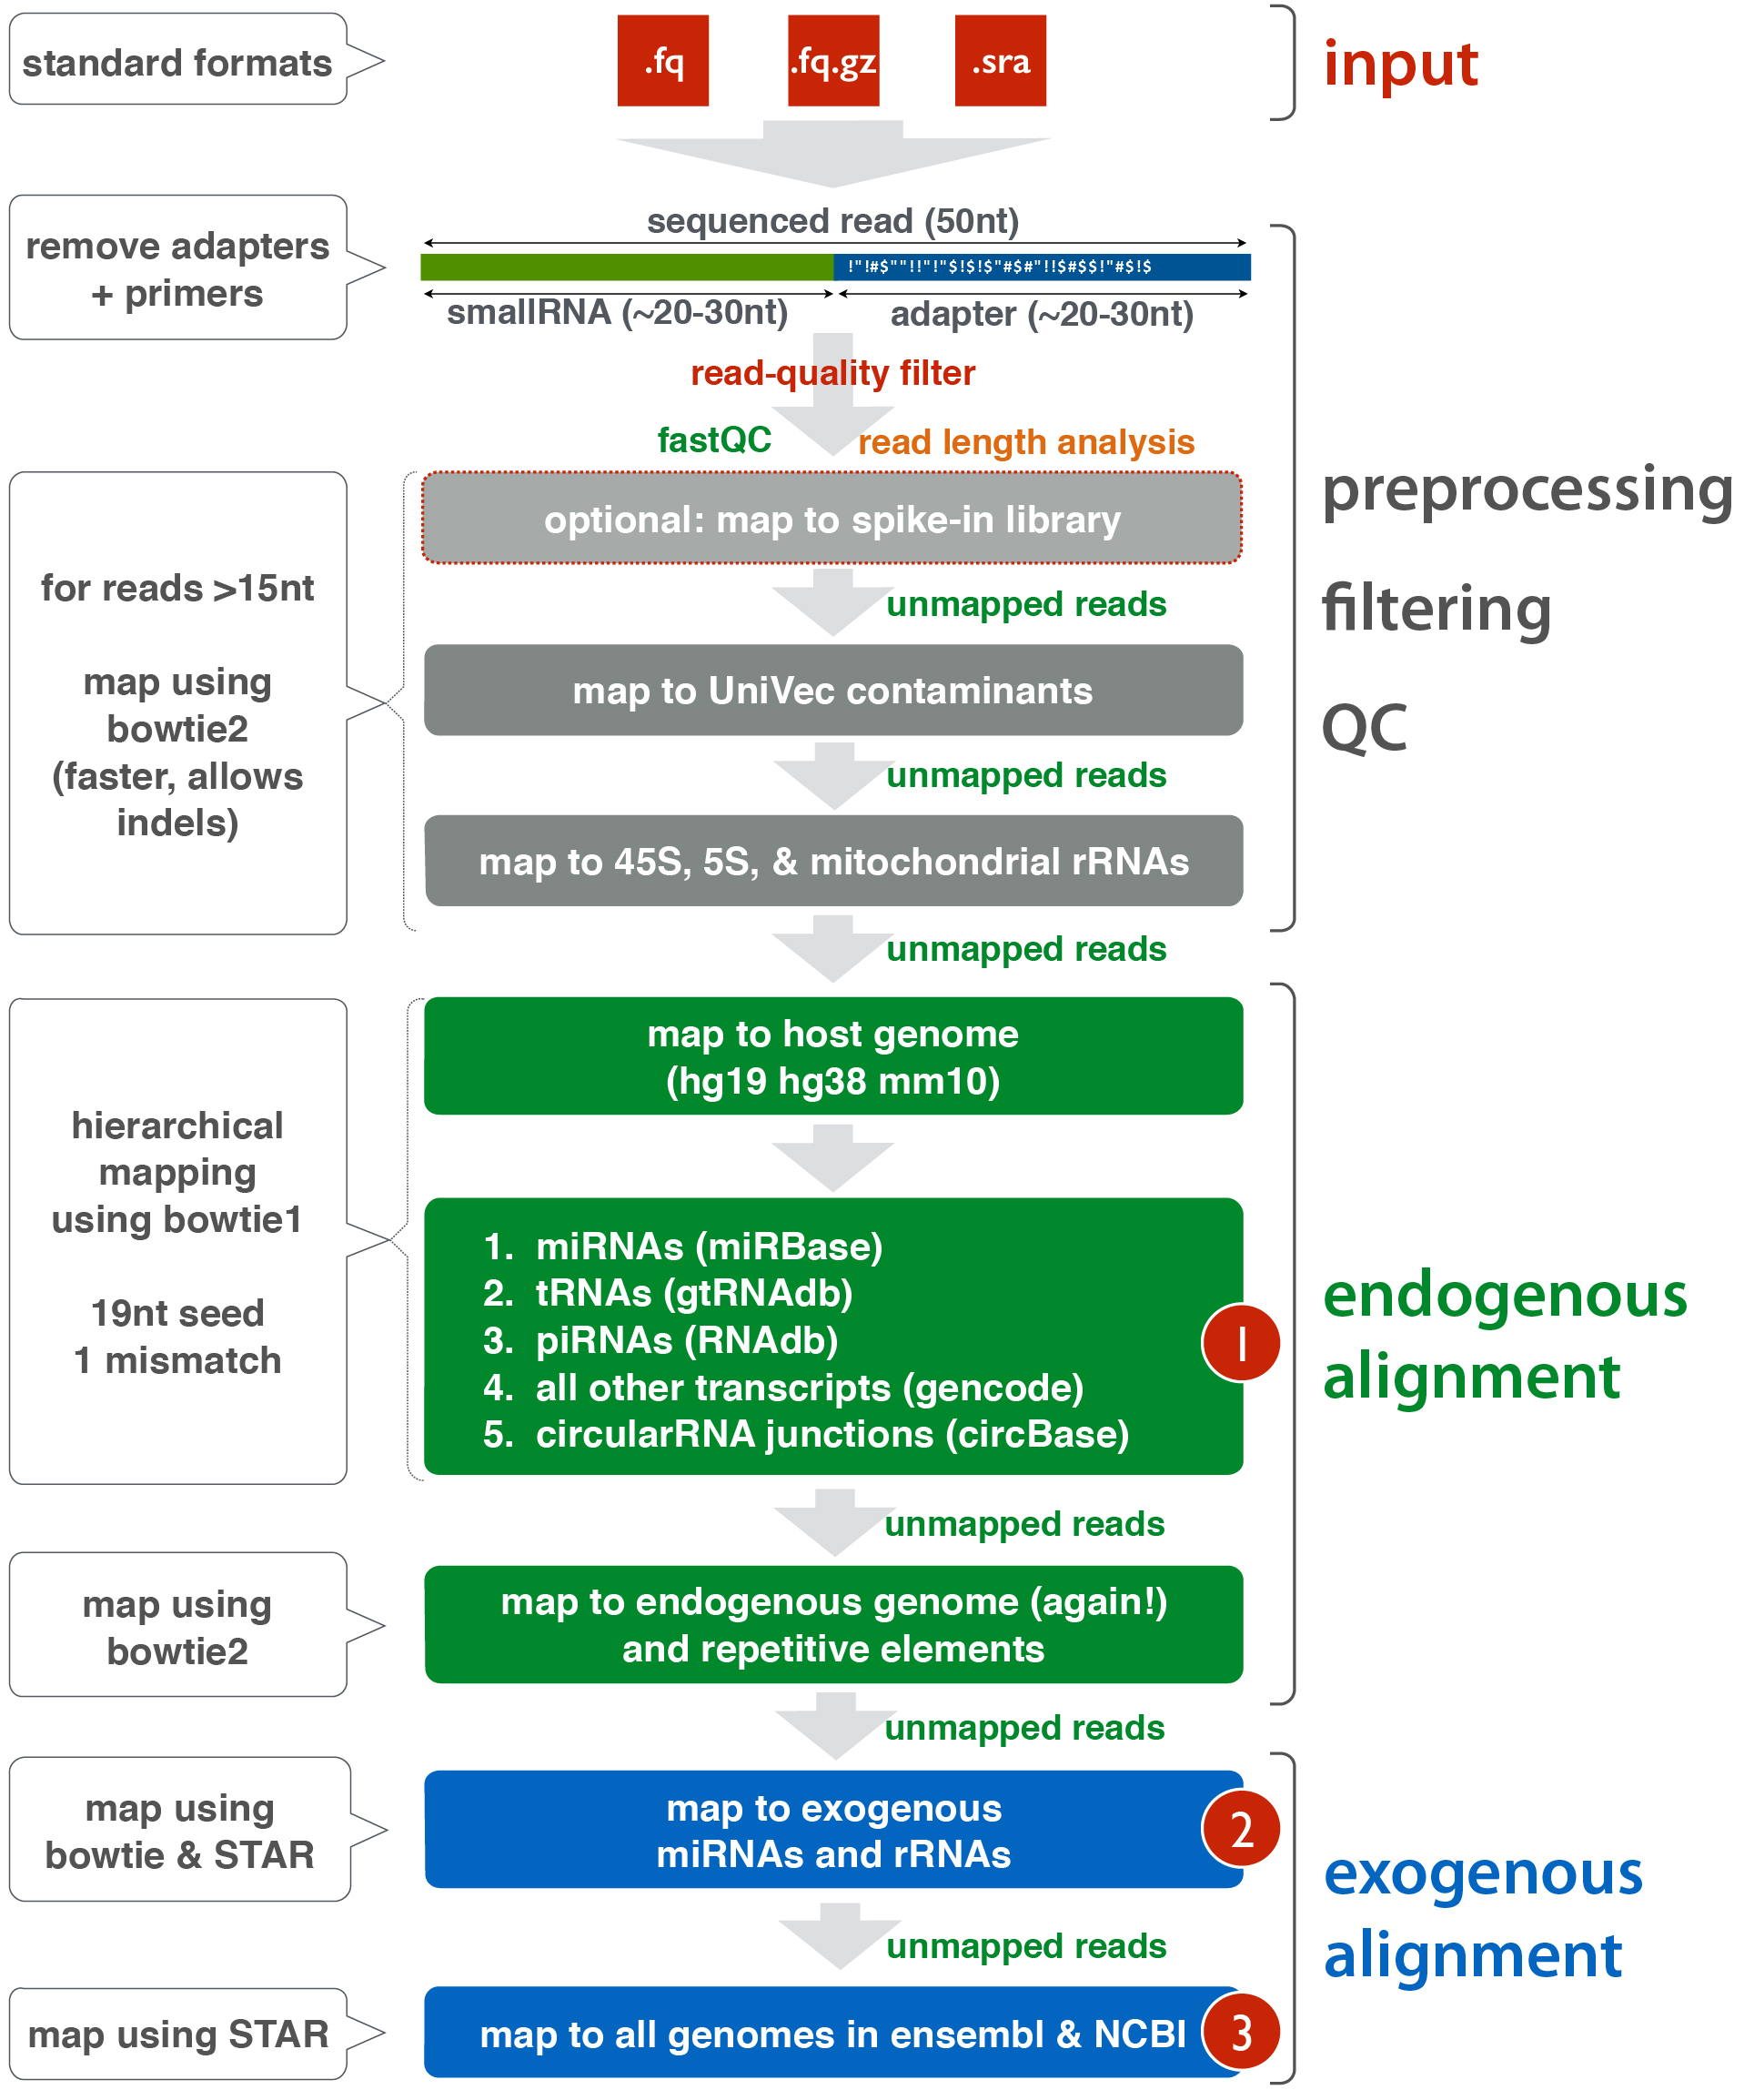 standard formats
.fq
.fq.gz
.sra
input
remove adapters
+ primers
sequenced read (50nt)
!"!#$""!!"!"$!$!$"#$#"!!$#$$!"#$!$
smallRNA (~20-30nt)
adapter (~20-30nt)
read-quality filter
fastQC
read length analysis
preprocessing
filtering
QC
for reads >15nt
map using
bowtie2
(faster, allows
indels)
optional: map to spike-in library
unmapped reads
map to UniVec contaminants
unmapped reads
map to 45S, 5S, & mitochondrial rRNAs
unmapped reads
hierarchical
mapping
using bowtie1
19nt seed
1 mismatch
map to host genome
(hg19 hg38 mm10)
1. miRNAs (miRBase)
2. tRNAs (gtRNAdb)
3. piRNAs (RNAdb)
4. all other transcripts (gencode)
5. circularRNA junctions (circBase)
1
endogenous
alignment
unmapped reads
map using
bowtie2
map to endogenous genome (again!)
and repetitive elements
unmapped reads
map using
bowtie & STAR
map to exogenous
miRNAs and rRNAs
2
exogenous
alignment
unmapped reads
map using STAR
map to all genomes in ensembl & NCBI
3